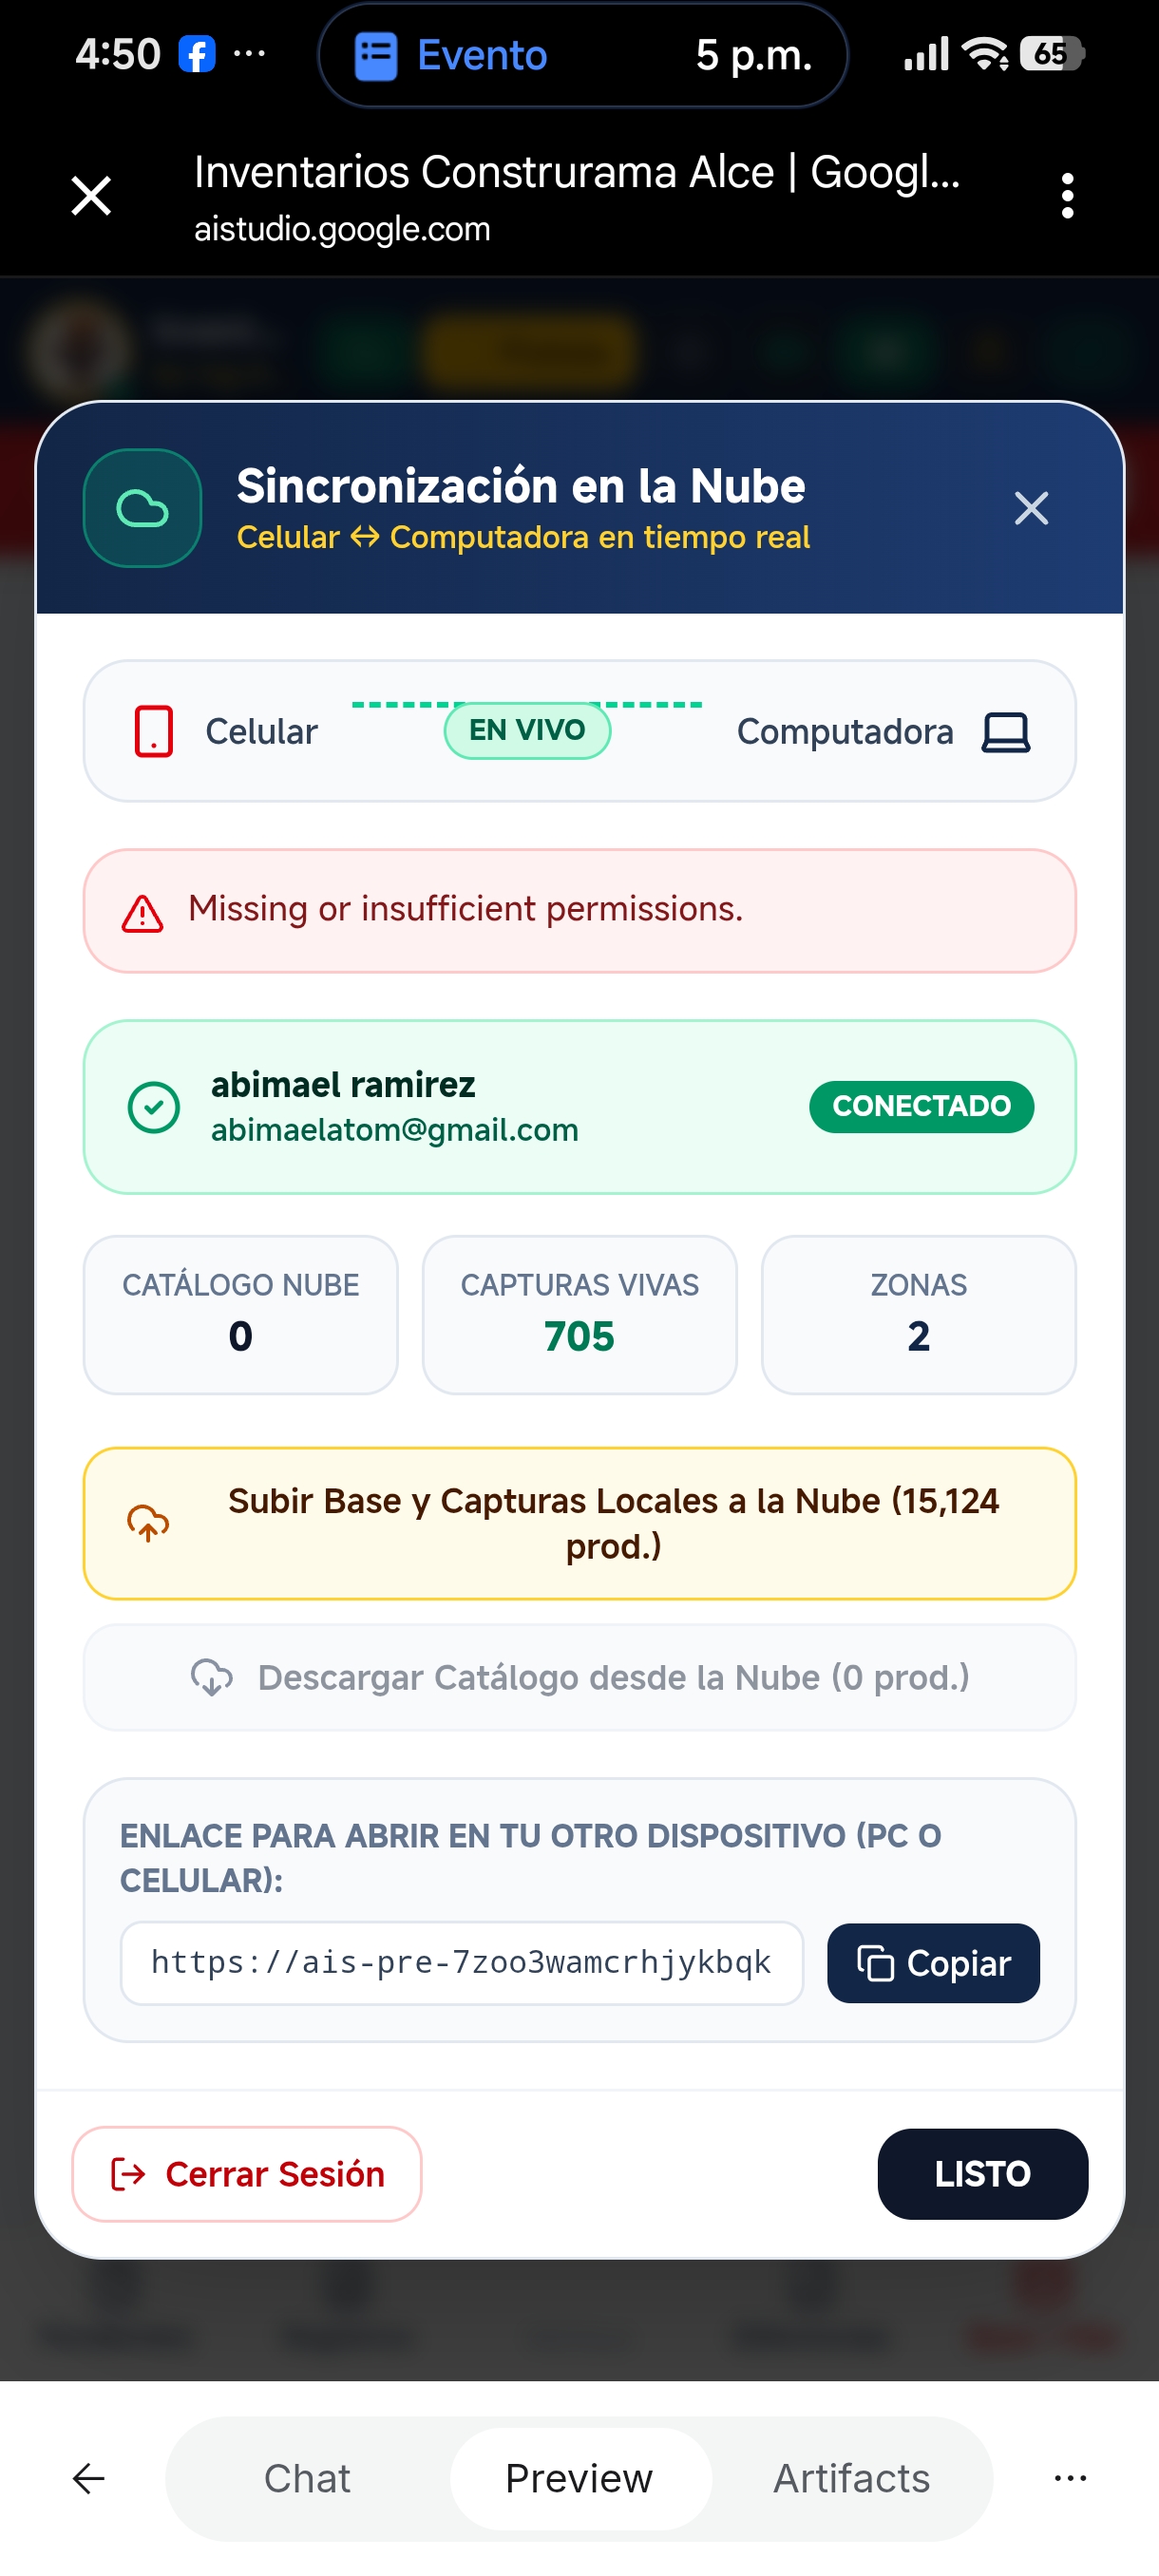 4:50
Evento
5 p.m.
65
Inventarios Construrama Alce | Googl...
aistudio.google.com
Sincronización en la Nube
Celular ↔ Computadora en tiempo real
Celular
EN VIVO
Computadora
Missing or insufficient permissions.
abimael ramirez
abimaelatom@gmail.com
CONECTADO
CATÁLOGO NUBE
0
CAPTURAS VIVAS
705
ZONAS
2
Subir Base y Capturas Locales a la Nube (15,124
prod.)
Descargar Catálogo desde la Nube (0 prod.)
ENLACE PARA ABRIR EN TU OTRO DISPOSITIVO (PC O
CELULAR):
https://ais-pre-7zoo3wamcrhjykbqk
Copiar
Cerrar Sesión
LISTO
Chat
Preview
Artifacts